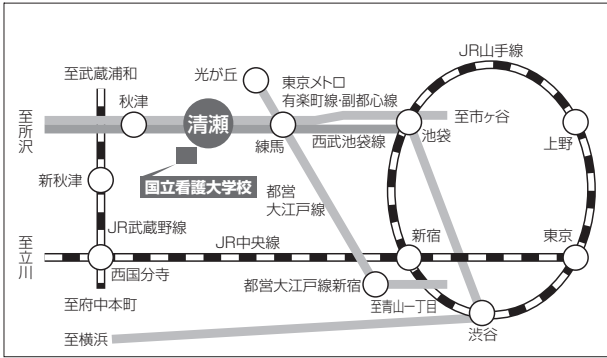 JR山手線
至武蔵浦和
光が丘
東京メトロ
有楽町線・副都心線
秋津
至市ヶ谷
至所沢
清瀬
練馬
西武池袋線
池袋
上野
新秋津
国立看護大学校
都営
大江戸線
JR武蔵野線
JR中央線
新宿
東京
至立川
西国分寺
都営大江戸線新宿
至府中本町
至青山一丁目
渋谷
至横浜